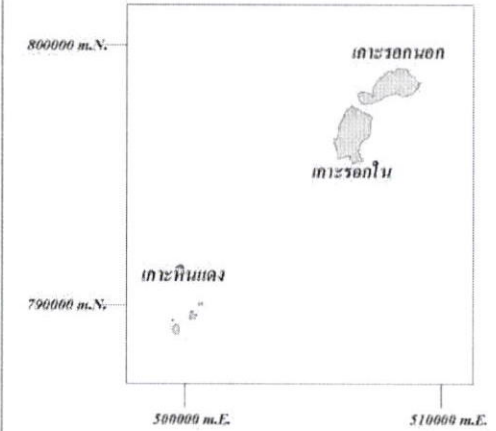 800000 m.N.
เกาะรอกนอก
เกาะรอกใน
เกาะหินแดง
790000 m.N.
500000 m.E.
510000 m.E.